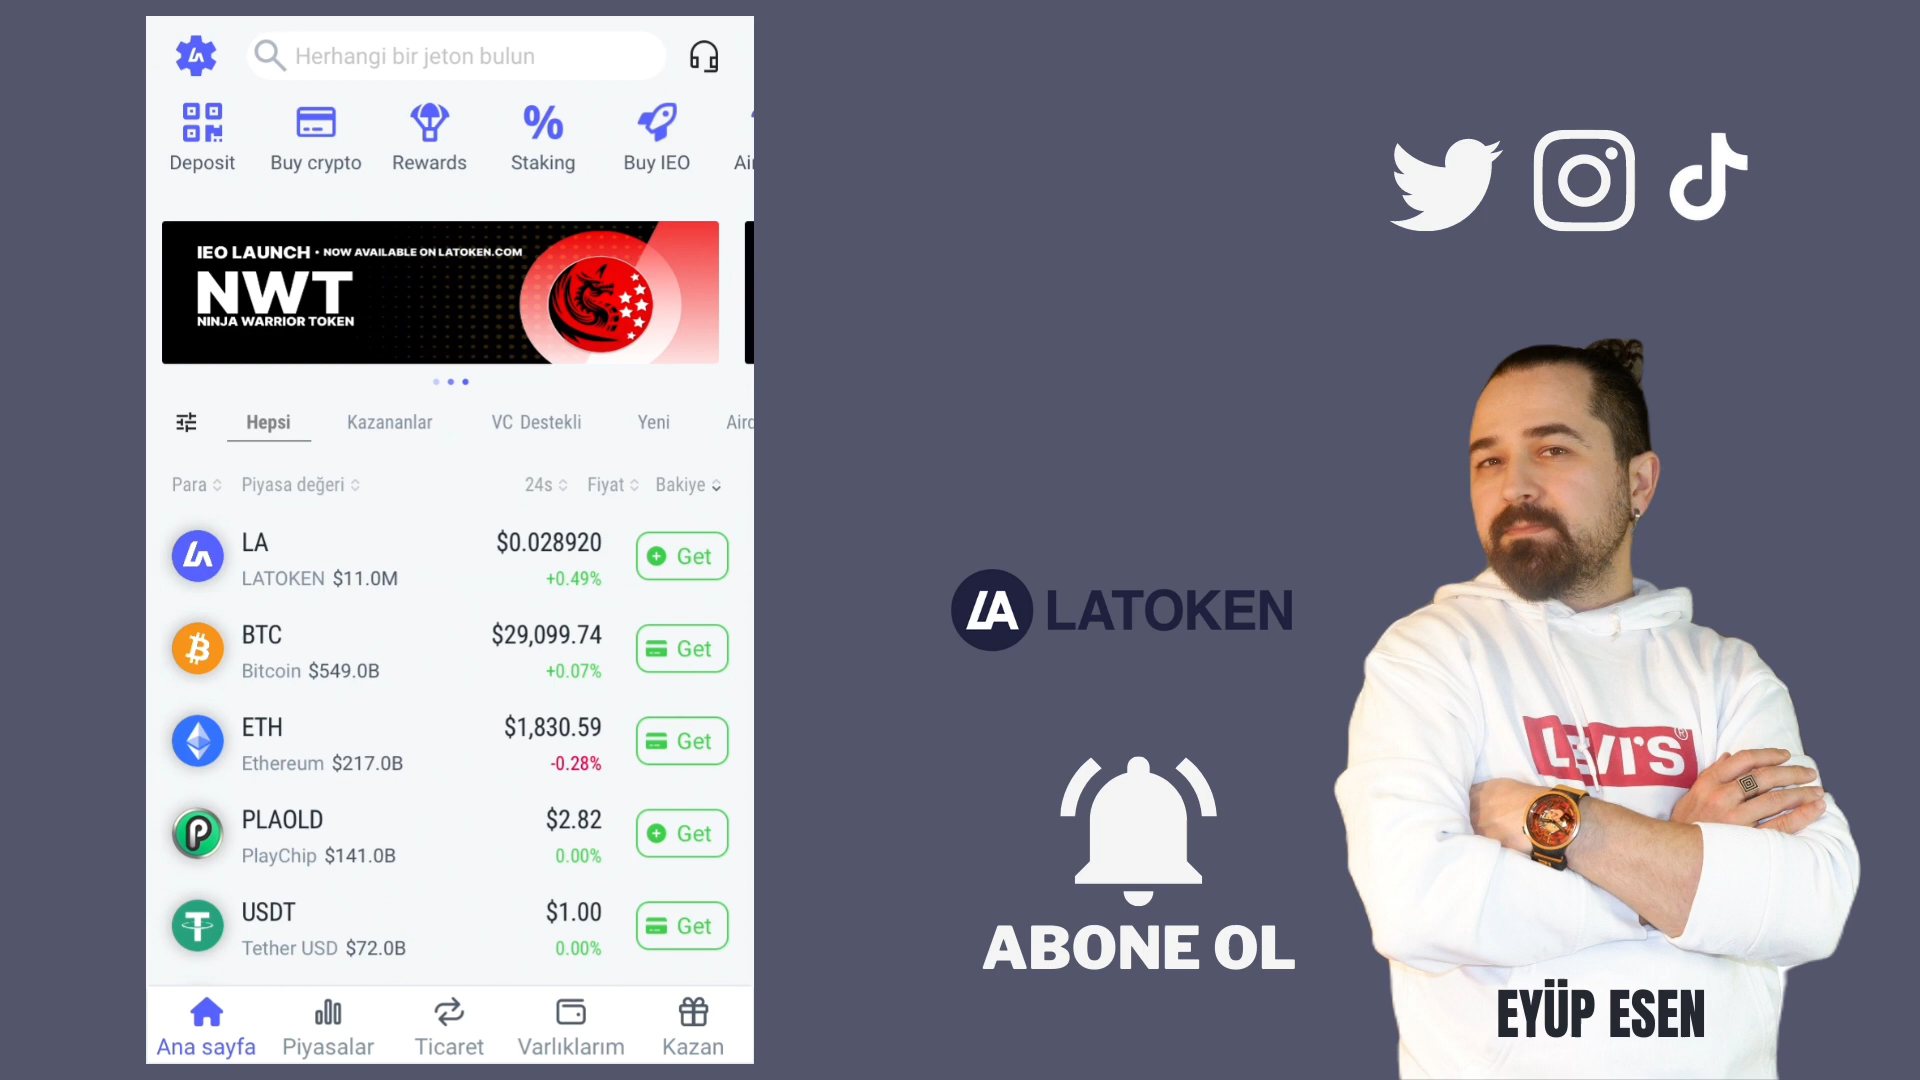 Herhangi bir jeton bulun
Deposit
Buy crypto
Rewards
Staking
Buy IEO
Air
IEO LAUNCH • NOW AVAILABLE ON LATOKEN.COM
NWT
NINJA WARRIOR TOKEN
Hepsi
Kazananlar
VC Destekli
Yeni
Airc
Para
Piyasa değeri
24s
Fiyat
Bakiye
LA
$0.028920
Get
LATOKEN $11.0M
+0.49%
BTC
$29,099.74
Get
Bitcoin $549.0B
+0.07%
ETH
$1,830.59
Get
Ethereum $217.0B
-0.28%
PLAOLD
$2.82
Get
PlayChip $141.0B
0.00%
USDT
$1.00
Get
Tether USD $72.0B
0.00%
Ana sayfa
Piyasalar
Ticaret
Varlıklarım
Kazan
LA LATOKEN
ABONE OL
LEVI'S®
EYÜP ESEN